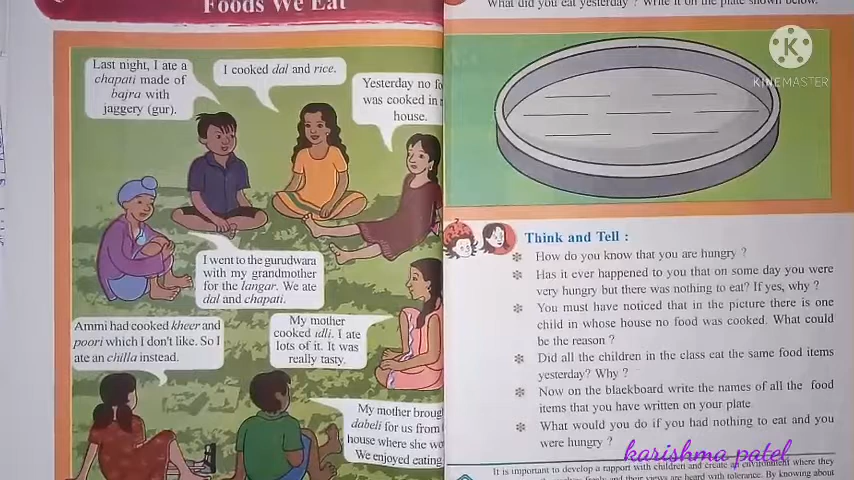 Foods We Eat
Last night, I ate a
chapati made of
bajra with
jaggery (gur).
I cooked dal and rice.
Yesterday no
was cooked in
house.
I went to the gurudwara
with my grandmother
for the langar. We ate
dal and chapati.
Ammi had cooked kheer and
poori which I don't like. So I
ate an chilla instead.
My mother
cooked idli. I ate
lots of it. It was
really tasty.
My mother
dabeli for us from
house where she
We enjoyed eating
What did you eat yesterday ? Write it on the plate shown below.
KINEMASTER
Think and Tell :
How do you know that you are hungry ?
Has it ever happened to you that on some day you were
very hungry but there was nothing to eat? If yes, why ?
You must have noticed that in the picture there is one
child in whose house no food was cooked. What could
be the reason ?
Did all the children in the class eat the same food items
yesterday? Why ?
Now on the blackboard write the names of all the food
items that you have written on your plate.
What would you do if you had nothing to eat and you
were hungry ?
karishma patel
It is important to develop a rapport with children and create an environment where they
freely and their views are heard with tolerance. By knowing about